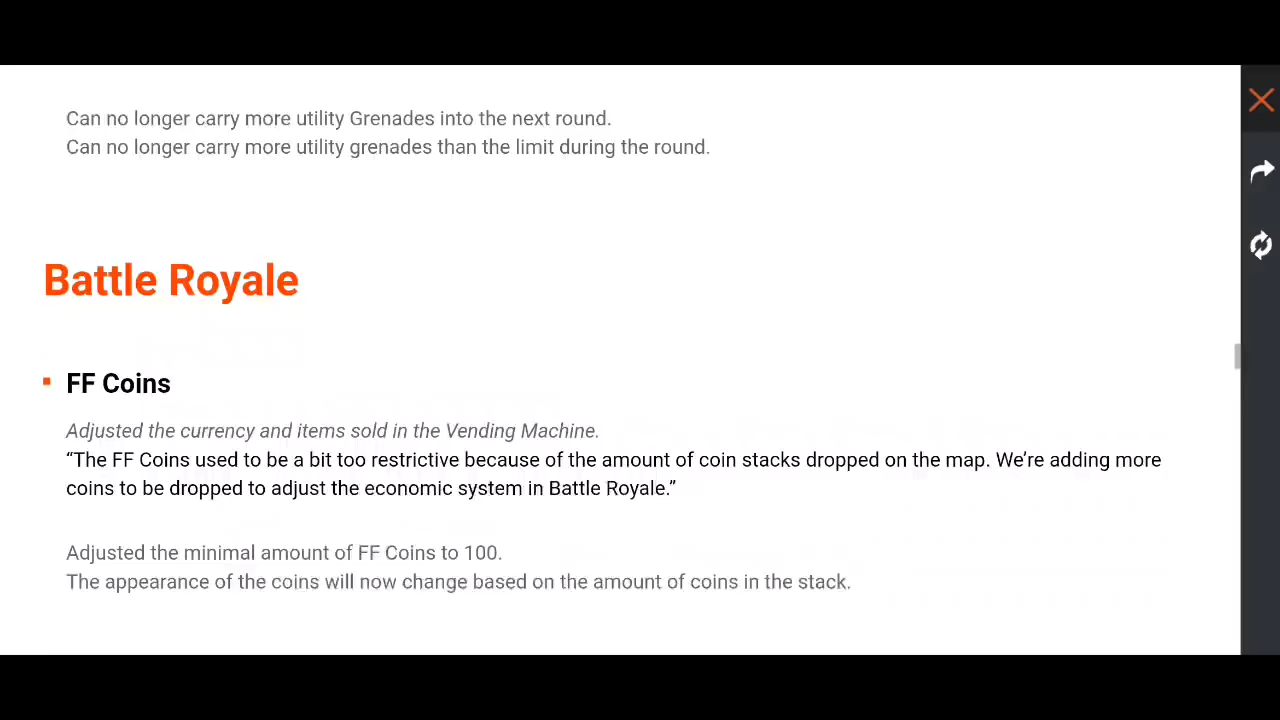 Can no longer carry more utility Grenades into the next round.
Can no longer carry more utility grenades than the limit during the round.
Battle Royale
FF Coins
Adjusted the currency and items sold in the Vending Machine.
“The FF Coins used to be a bit too restrictive because of the amount of coin stacks dropped on the map. We’re adding more
coins to be dropped to adjust the economic system in Battle Royale.”
Adjusted the minimal amount of FF Coins to 100.
The appearance of the coins will now change based on the amount of coins in the stack.